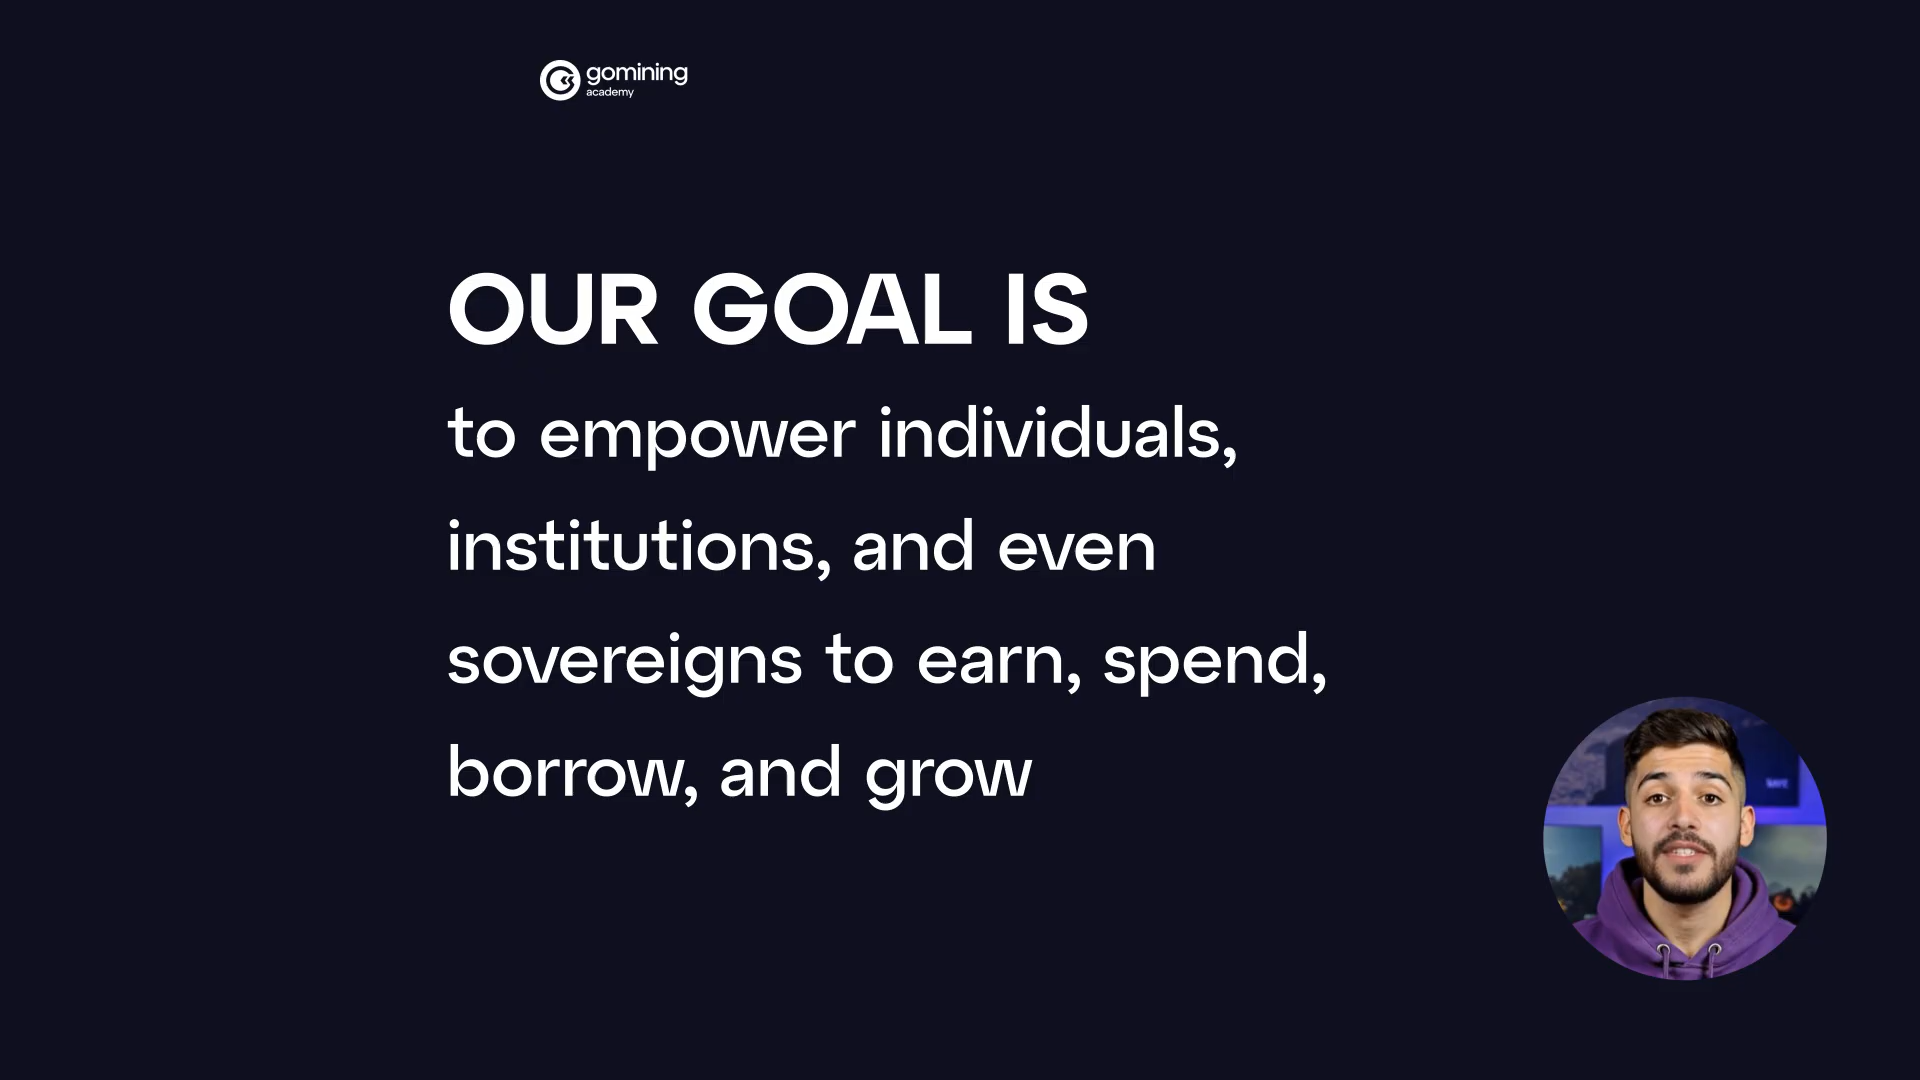 gomining
academy
OUR GOAL IS
to empower individuals,
institutions, and even
sovereigns to earn, spend,
borrow, and grow